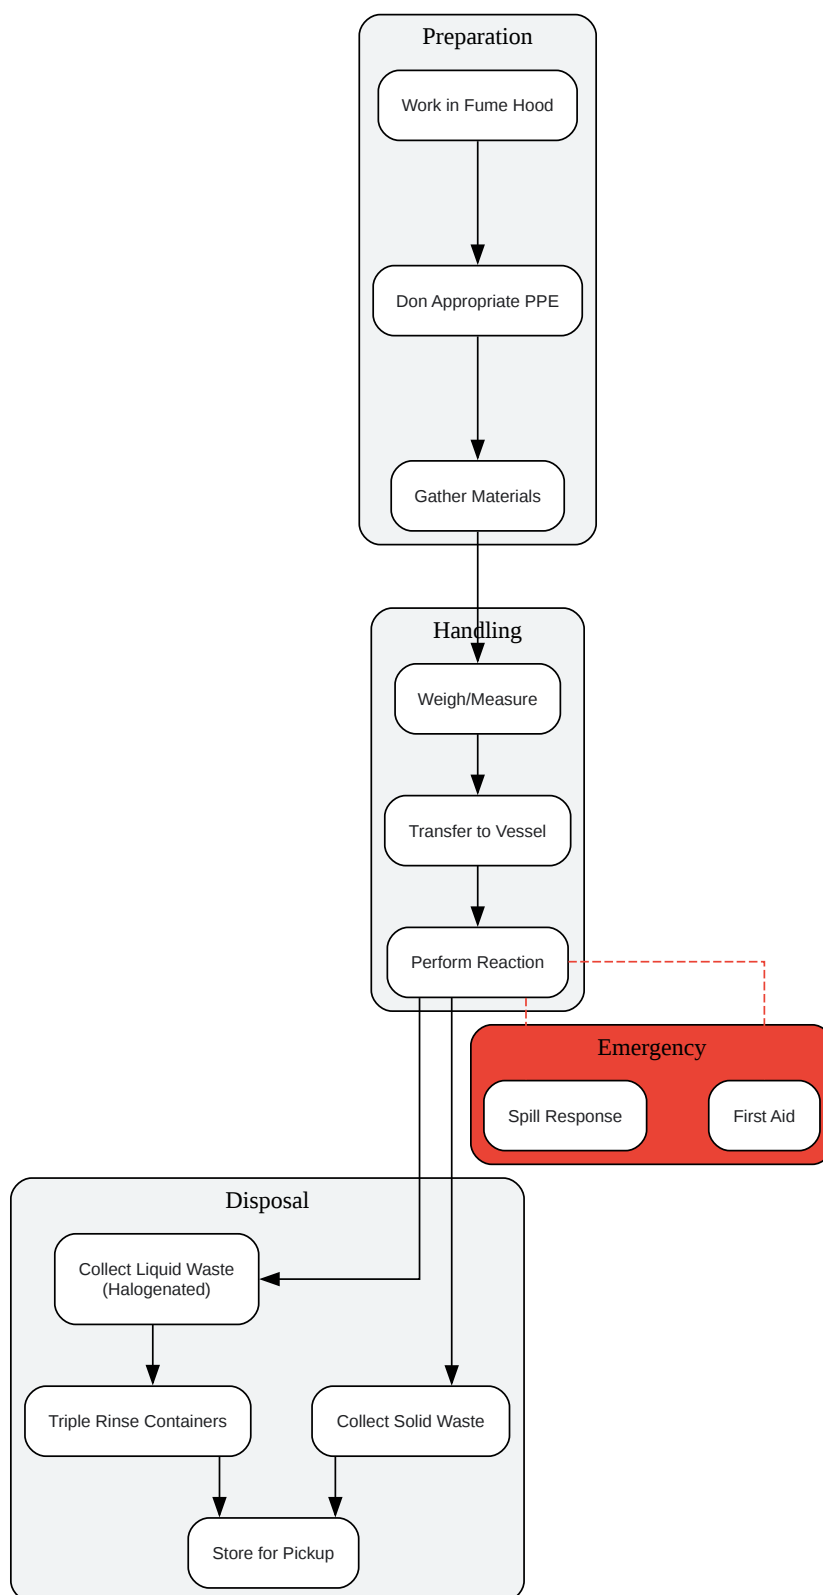 Preparation
Work in Fume Hood
Don Appropriate PPE
Gather Materials
Handling
Weigh/Measure
Transfer to Vessel
Perform Reaction
Emergency
Spill Response
First Aid
Disposal
Collect Liquid Waste
(Halogenated)
Triple Rinse Containers
Collect Solid Waste
Store for Pickup